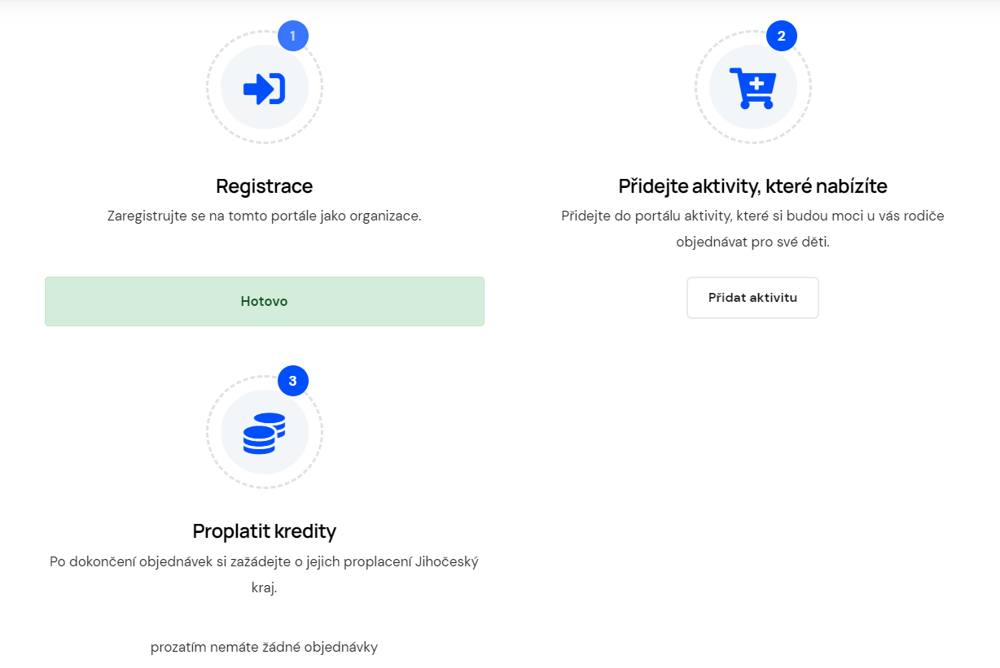 1
Registrace
Zaregistrujte se na tomto portále jako organizace.
Hotovo
2
Přidejte aktivity, které nabízíte
Přidejte do portálu aktivity, které si budou moci u vás rodiče
objednávat pro své děti.
Přidat aktivitu
3
Proplatit kredity
Po dokončení objednávek si zažádejte o jejich proplacení Jihočeský
kraj.
prozatím nemáte žádné objednávky